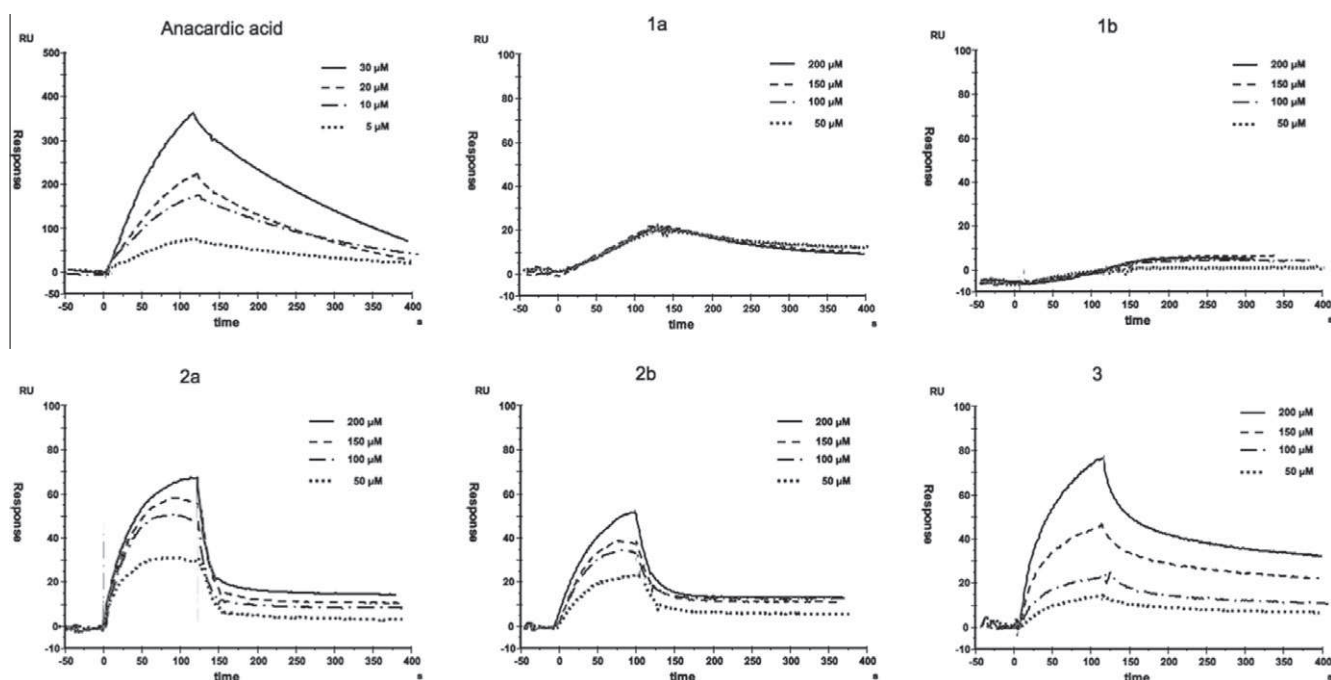 Anacardic acid
RU
500
400
300
200
100
0
50
Response
30 µM
20 µM
10 µM
5 µM
-50 0 50 100 150 200 250 300 350 400
time
s
1a
RU
100
80
60
40
20
0
-10
Response
200 µM
150 µM
100 µM
50 µM
-50 0 50 100 150 200 250 300 350 400
time
s
1b
RU
100
80
60
40
20
0
-10
Response
200 µM
150 µM
100 µM
50 µM
-50 0 50 100 150 200 250 300 350 400
time
s
2a
RU
100
80
60
40
20
0
-10
Response
200 µM
150 µM
100 µM
50 µM
-50 0 50 100 150 200 250 300 350 400
time
s
2b
RU
100
80
60
40
20
0
-10
Response
200 µM
150 µM
100 µM
50 µM
-50 0 50 100 150 200 250 300 350 400
time
s
3
RU
100
80
60
40
20
0
-10
Response
200 µM
150 µM
100 µM
50 µM
-50 0 50 100 150 200 250 300 350 400
time
s